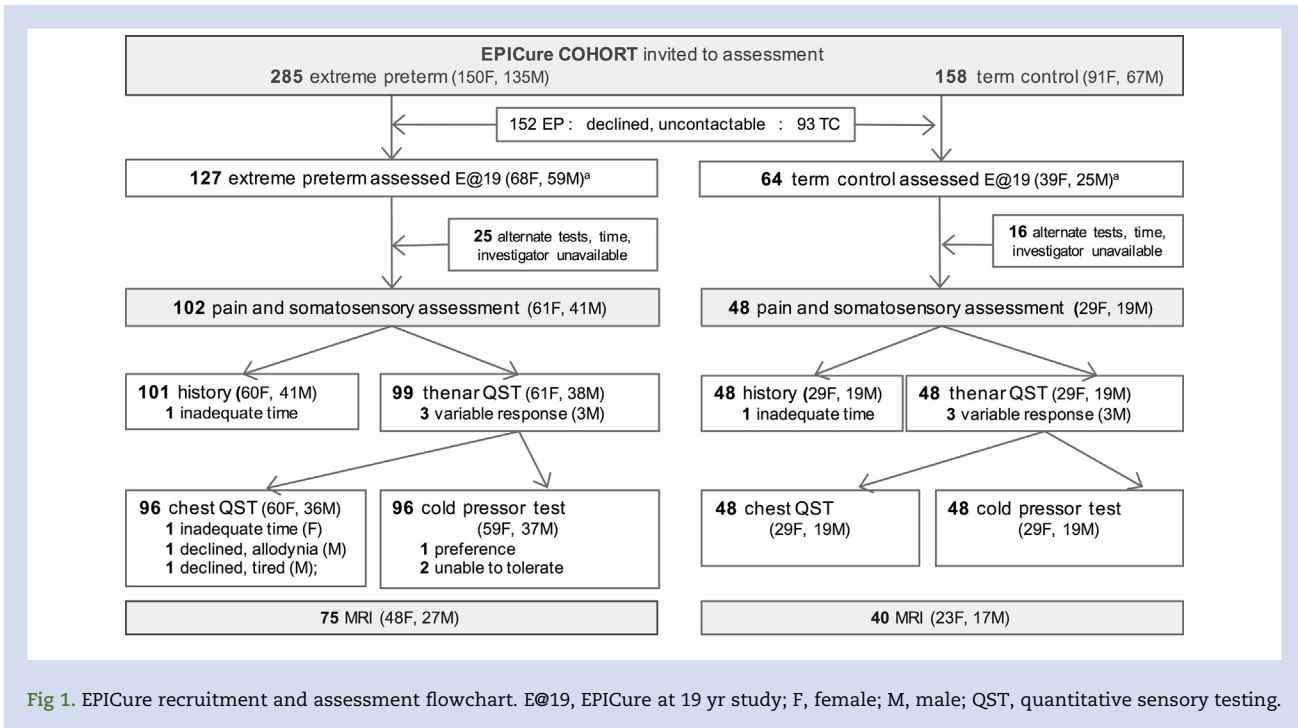 EPICure COHORT invited to assessment
285 extreme preterm (150F, 135M)
158 term control (91F, 67M)
152 EP : declined, uncontactable : 93 TC
127 extreme preterm assessed E@19 (68F, 59M)ᵃ
64 term control assessed E@19 (39F, 25M)ᵃ
25 alternate tests, time,
investigator unavailable
16 alternate tests, time,
investigator unavailable
102 pain and somatosensory assessment (61F, 41M)
48 pain and somatosensory assessment (29F, 19M)
101 history (60F, 41M)
1 inadequate time
99 thenar QST (61F, 38M)
3 variable response (3M)
48 history (29F, 19M)
1 inadequate time
48 thenar QST (29F, 19M)
3 variable response (3M)
96 chest QST (60F, 36M)
1 inadequate time (F)
1 declined, allodynia (M)
1 declined, tired (M);
96 cold pressor test
(59F, 37M)
1 preference
2 unable to tolerate
48 chest QST
(29F, 19M)
48 cold pressor test
(29F, 19M)
75 MRI (48F, 27M)
40 MRI (23F, 17M)
Fig 1. EPICure recruitment and assessment flowchart. E@19, EPICure at 19 yr study; F, female; M, male; QST, quantitative sensory testing.